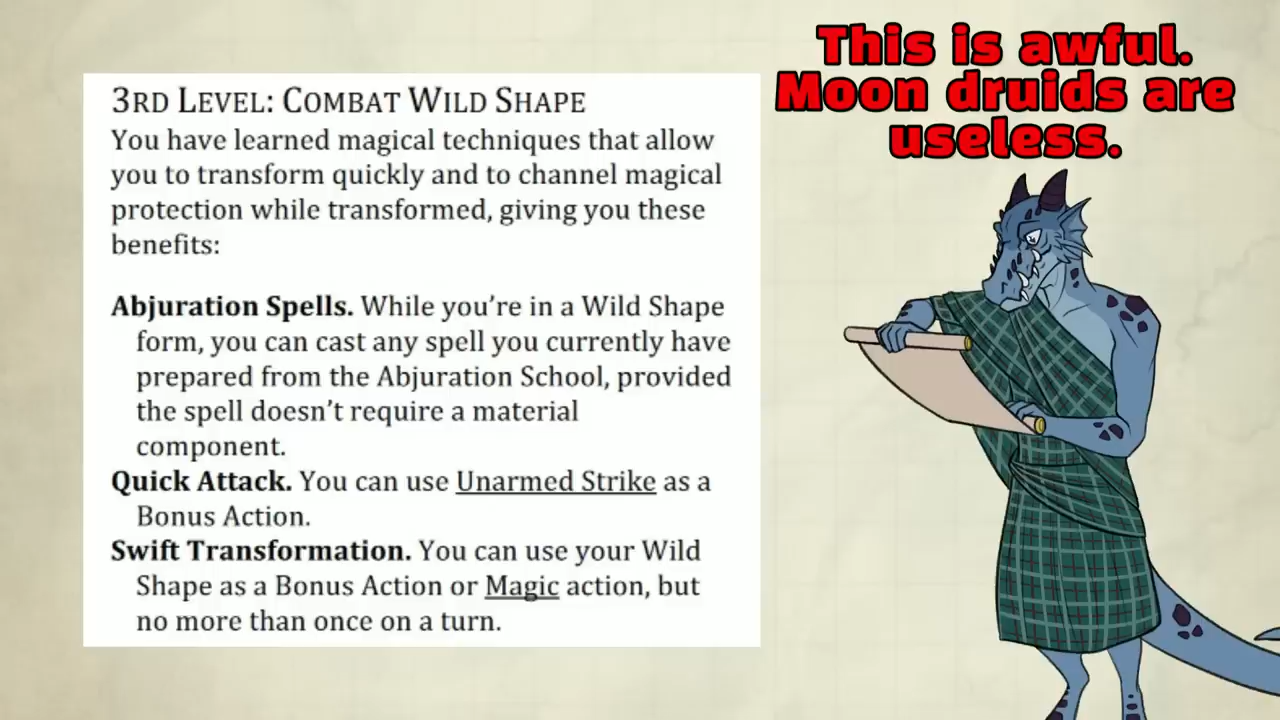 This is awful.
Moon druids are
useless.
3RD LEVEL: COMBAT WILD SHAPE
You have learned magical techniques that allow
you to transform quickly and to channel magical
protection while transformed, giving you these
benefits:
Abjuration Spells. While you're in a Wild Shape
form, you can cast any spell you currently have
prepared from the Abjuration School, provided
the spell doesn't require a material
component.
Quick Attack. You can use Unarmed Strike as a
Bonus Action.
Swift Transformation. You can use your Wild
Shape as a Bonus Action or Magic action, but
no more than once on a turn.